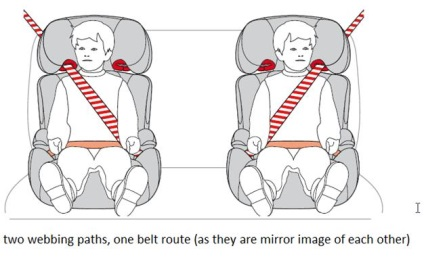 two webbing paths, one belt route (as they are mirror image of each other)